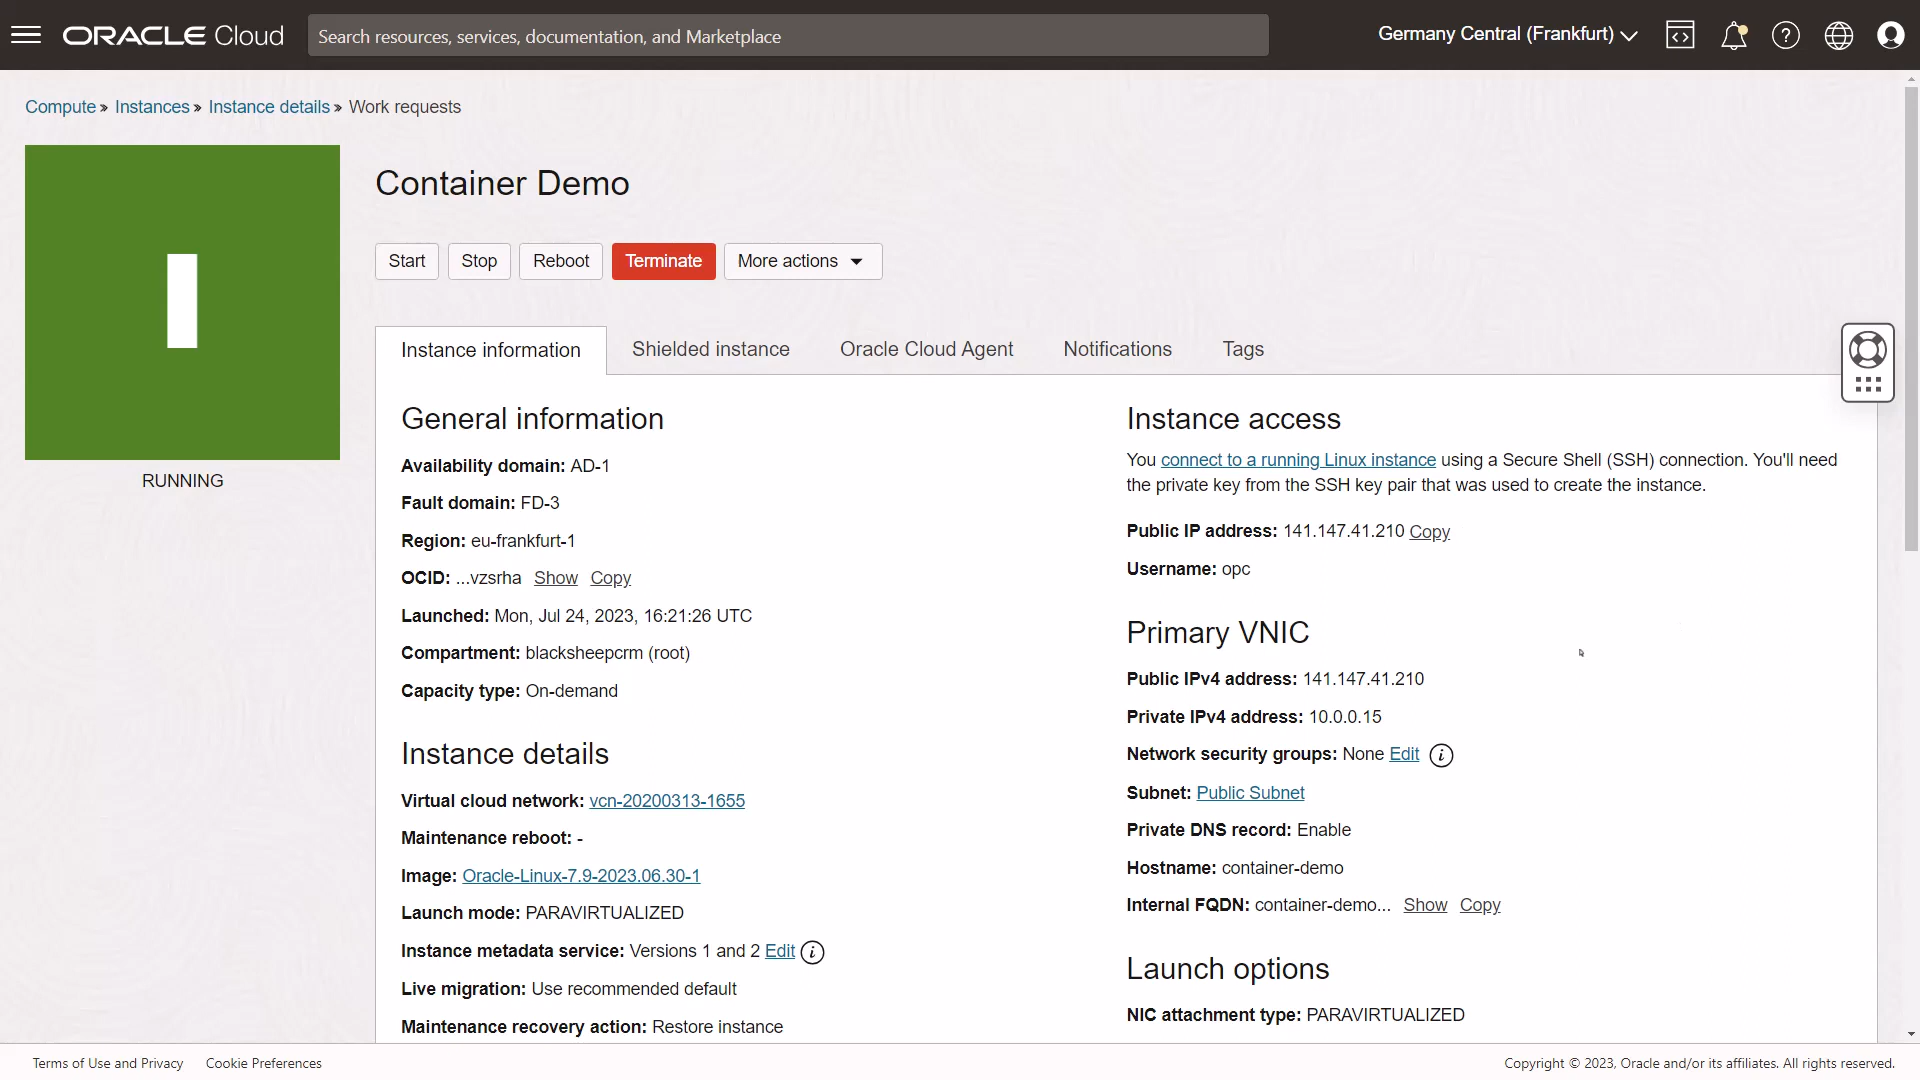 ORACLE Cloud
Search resources, services, documentation, and Marketplace
Germany Central (Frankfurt)
Compute » Instances » Instance details » Work requests
RUNNING
Container Demo
Start Stop Reboot Terminate More actions
Instance information Shielded instance Oracle Cloud Agent Notifications Tags
General information
Availability domain: AD-1
Fault domain: FD-3
Region: eu-frankfurt-1
OCID: ...vzsrha Show Copy
Launched: Mon, Jul 24, 2023, 16:21:26 UTC
Compartment: blacksheepcrm (root)
Capacity type: On-demand
Instance details
Virtual cloud network: vcn-20200313-1655
Maintenance reboot: -
Image: Oracle-Linux-7.9-2023.06.30-1
Launch mode: PARAVIRTUALIZED
Instance metadata service: Versions 1 and 2 Edit
Live migration: Use recommended default
Maintenance recovery action: Restore instance
Instance access
You connect to a running Linux instance using a Secure Shell (SSH) connection. You'll need
the private key from the SSH key pair that was used to create the instance.
Public IP address: 141.147.41.210 Copy
Username: opc
Primary VNIC
Public IPv4 address: 141.147.41.210
Private IPv4 address: 10.0.0.15
Network security groups: None Edit
Subnet: Public Subnet
Private DNS record: Enable
Hostname: container-demo
Internal FQDN: container-demo... Show Copy
Launch options
NIC attachment type: PARAVIRTUALIZED
Terms of Use and Privacy Cookie Preferences
Copyright © 2023, Oracle and/or its affiliates. All rights reserved.